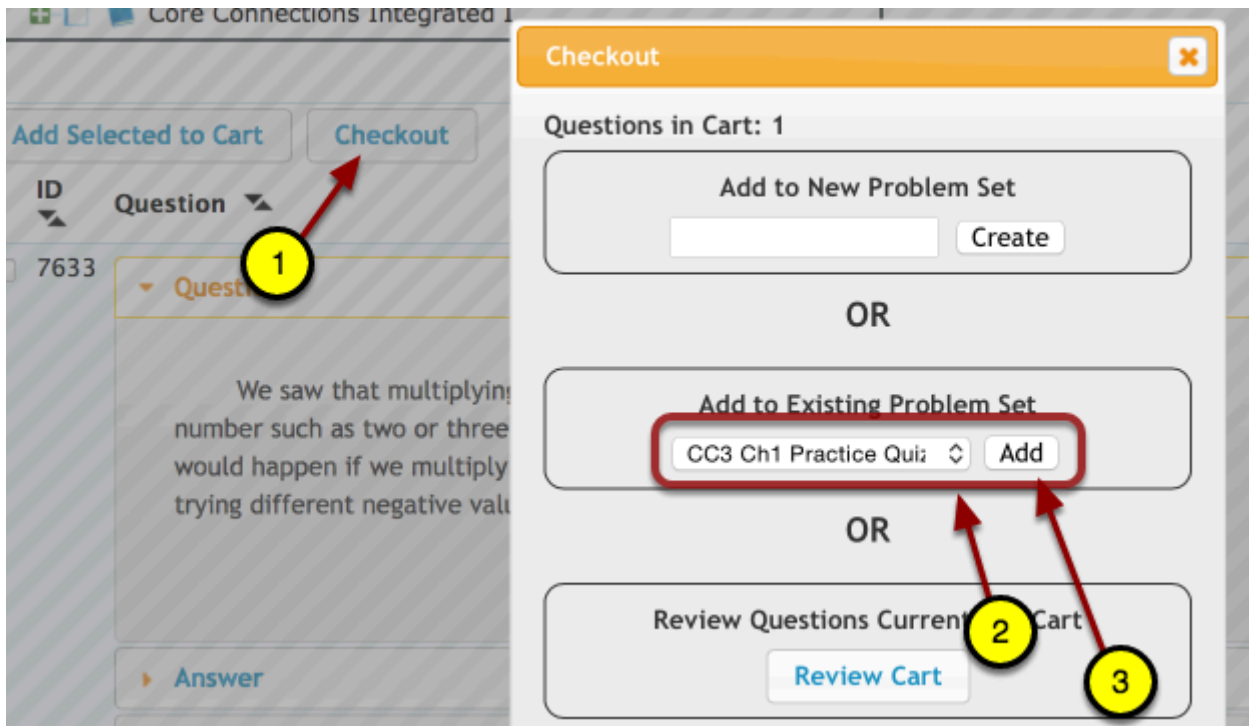 Core Connections Integrated I
Checkout
Questions in Cart: 1
Add Selected to Cart
Checkout
Add to New Problem Set
Create
ID
Question
1
7633
OR
We saw that multiplying
number such as two or three
would happen if we multiply
trying different negative
Add to Existing Problem Set
CC3 Ch1 Practice Quiz
Add
OR
Review Questions Cart
2
Review Cart
3
Answer